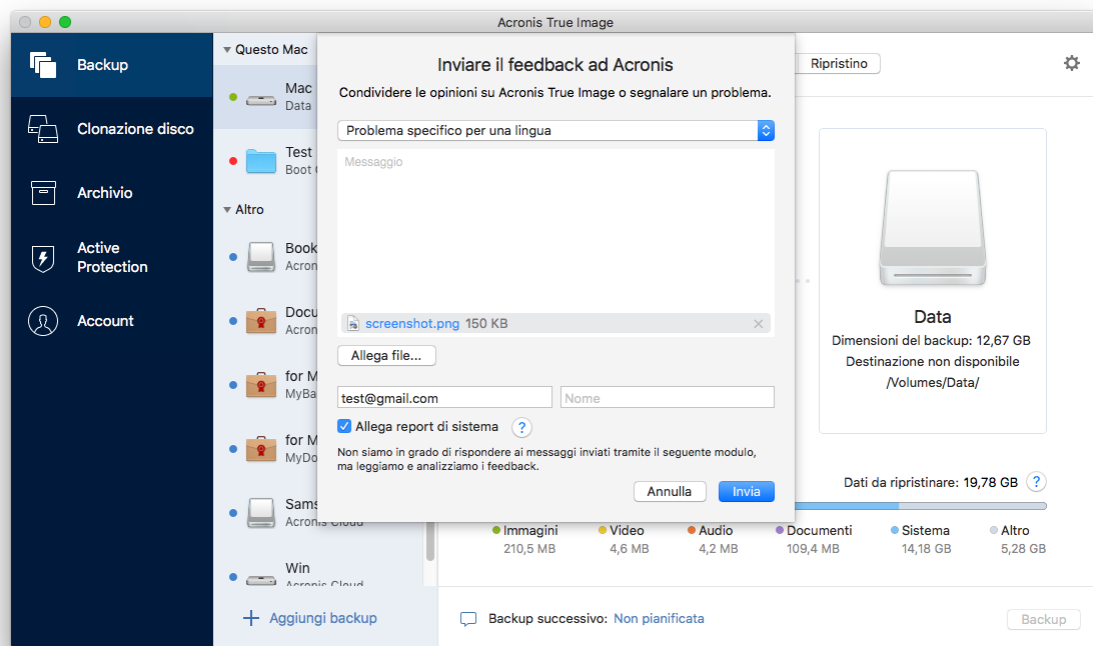 Acronis True Image
Backup
Clonazione disco
Archivio
Active
Protection
Account
Questo Mac
Mac
Data
Test
Boot
Altro
Book
Acron
Docu
Acron
for M
MyBa
for M
MyDo
Sams
Acronis Cloud
Win
Acronis Cloud
Aggiungi backup
Inviare il feedback ad Acronis
Condividere le opinioni su Acronis True Image o segnalare un problema.
Problema specifico per una lingua
Messaggio
screenshot.png 150 KB
Allega file...
test@gmail.com
Nome
Allega report di sistema ?
Non siamo in grado di rispondere ai messaggi inviati tramite il seguente modulo,
ma leggiamo e analizziamo i feedback.
Annulla
Invia
Ripristino
Data
Dimensioni del backup: 12,67 GB
Destinazione non disponibile
/Volumes/Data/
Dati da ripristinare: 19,78 GB ?
Immagini
210,5 MB
Video
4,6 MB
Audio
4,2 MB
Documenti
109,4 MB
Sistema
14,18 GB
Altro
5,28 GB
Backup successivo: Non pianificata
Backup